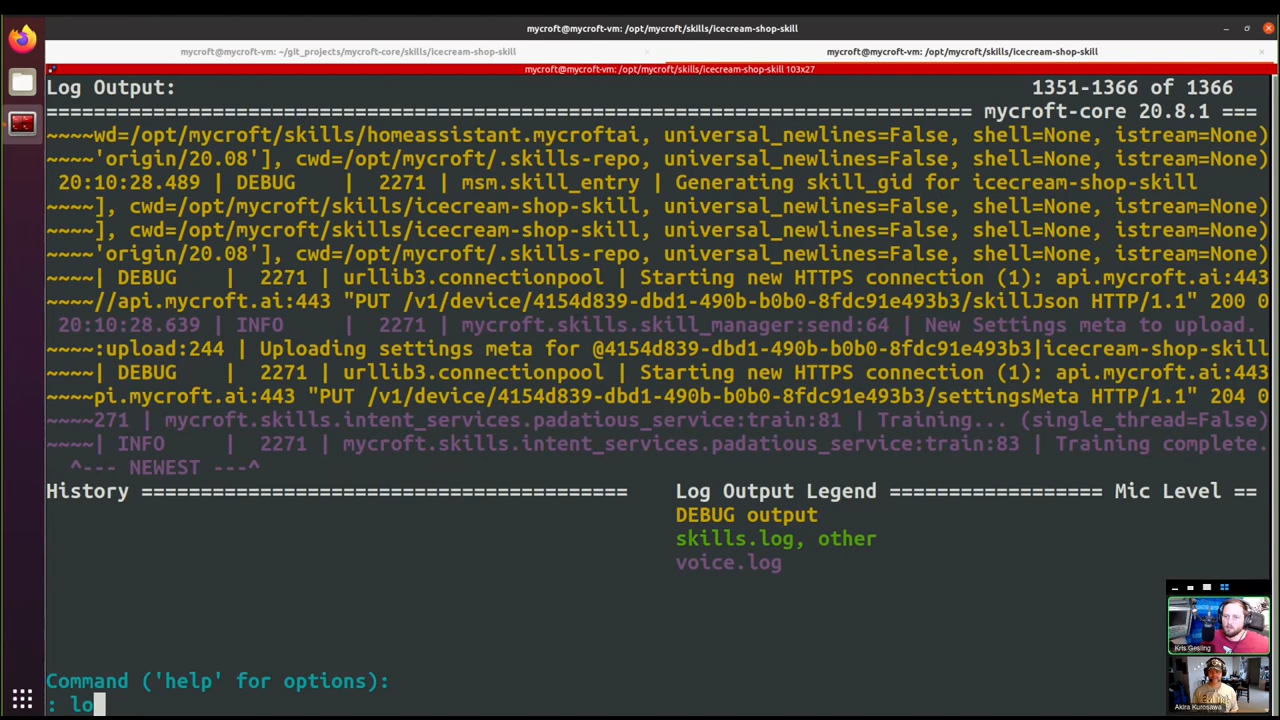 mycroft@mycroft-vm: /opt/mycroft/skills/icecream-shop-skill
mycroft@mycroft-vm: ~/git_projects/mycroft-core/skills/icecream-shop-skill
mycroft@mycroft-vm: /opt/mycroft/skills/icecream-shop-skill
mycroft@mycroft-vm: /opt/mycroft/skills/icecream-shop-skill 103x27
Log Output: 1351-1366 of 1366
=================================================================== mycroft-core 20.8.1 ===
~~~~wd=/opt/mycroft/skills/homeassistant.mycroftai, universal_newlines=False, shell=None, istream=None)
~~~~'origin/20.08'], cwd=/opt/mycroft/.skills-repo, universal_newlines=False, shell=None, istream=None)
20:10:28.489 | DEBUG    |  2271 | msm.skill_entry | Generating skill_gid for icecream-shop-skill
~~~~], cwd=/opt/mycroft/skills/icecream-shop-skill, universal_newlines=False, shell=None, istream=None)
~~~~], cwd=/opt/mycroft/skills/icecream-shop-skill, universal_newlines=False, shell=None, istream=None)
~~~~'origin/20.08'], cwd=/opt/mycroft/.skills-repo, universal_newlines=False, shell=None, istream=None)
~~~~| DEBUG    |  2271 | urllib3.connectionpool | Starting new HTTPS connection (1): api.mycroft.ai:443
~~~~//api.mycroft.ai:443 "PUT /v1/device/4154d839-dbd1-490b-b0b0-8fdc91e493b3/skillJson HTTP/1.1" 200 0
20:10:28.639 | INFO     |  2271 | mycroft.skills.skill_manager:send:64 | New Settings meta to upload.
~~~~:upload:244 | Uploading settings meta for @4154d839-dbd1-490b-b0b0-8fdc91e493b3|icecream-shop-skill
~~~~| DEBUG    |  2271 | urllib3.connectionpool | Starting new HTTPS connection (1): api.mycroft.ai:443
~~~~pi.mycroft.ai:443 "PUT /v1/device/4154d839-dbd1-490b-b0b0-8fdc91e493b3/settingsMeta HTTP/1.1" 204 0
~~~~271 | mycroft.skills.intent_services.padatious_service:train:81 | Training... (single_thread=False)
~~~~| INFO     |  2271 | mycroft.skills.intent_services.padatious_service:train:83 | Training complete.
^--- NEWEST ---^
History ========================================= Log Output Legend ================== Mic Level ==
DEBUG output
skills.log, other
voice.log
Command ('help' for options):
: lo
Kris Gesling
Akira Kurosawa